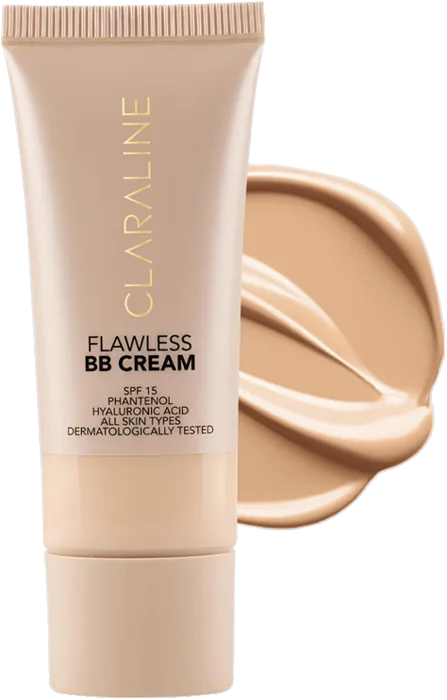 CLARALINE
FLAWLESS
BB CREAM
SPF 15
PHANTENOL
HYALURONIC ACID
ALL SKIN TYPES
DERMATOLOGICALLY TESTED